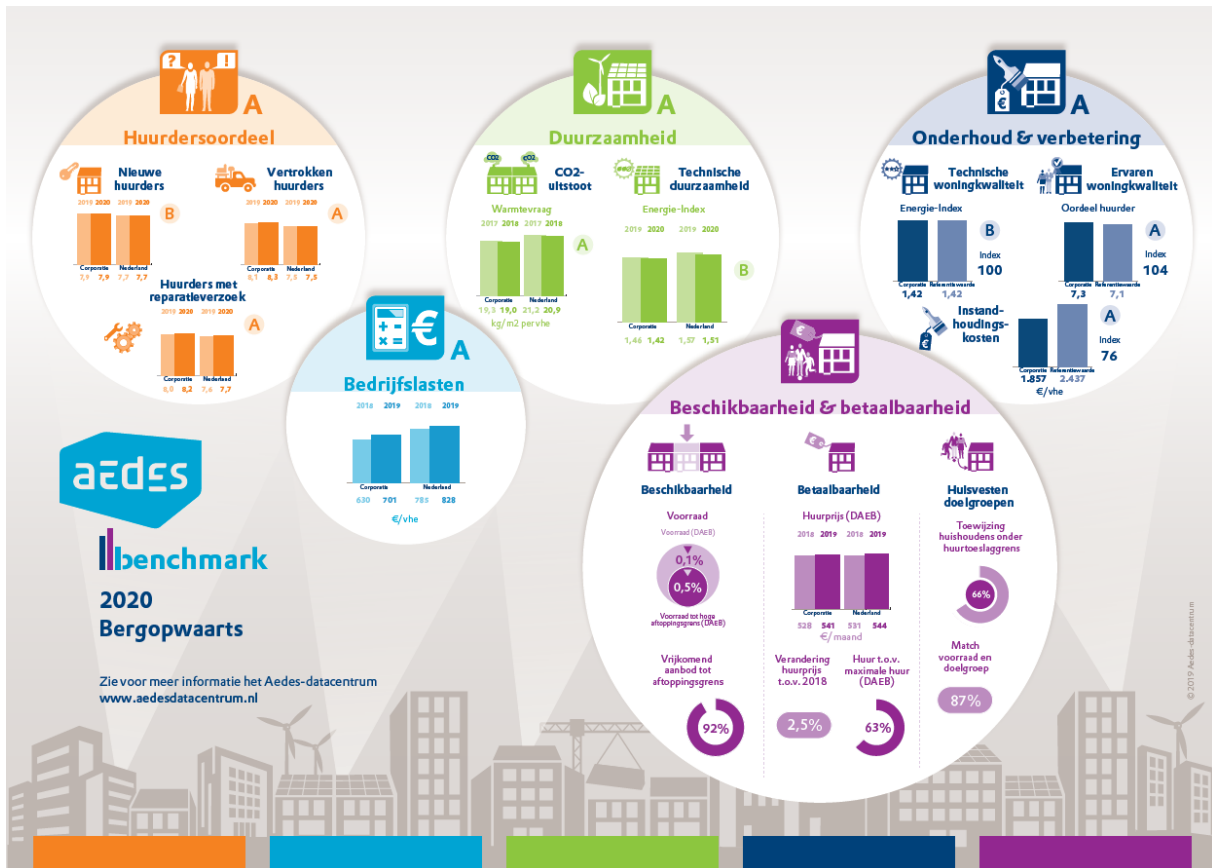 ? !
A
Huurdersoordeel
Nieuwe
huurders
2019 2020 2019 2020
B
Corporatie Nederland
7,9 7,9 7,7 7,7
Vertrokken
huurders
2019 2020 2019 2020
A
Corporatie Nederland
8,1 8,3 7,5 7,5
Huurders met
reparatieverzoek
2019 2020 2019 2020
A
Corporatie Nederland
8,0 8,2 7,6 7,7
€
A
Bedrijfslasten
2018 2019 2018 2019
Corporatie Nederland
630 701 785 828
€/vhe
A
Duurzaamheid
CO2 CO2
CO2-
uitstoot
Warmtevraag
2017 2018 2017 2018
A
Corporatie Nederland
19,3 19,0 21,2 20,9
kg/m2 per vhe
Technische
duurzaamheid
Energie-Index
2019 2020 2019 2020
B
Corporatie Nederland
1,46 1,42 1,57 1,51
€
A
Onderhoud & verbetering
Technische
woningkwaliteit
Energie-Index
B
Index
100
Corporatie Referentiewaarde
1,42 1,42
Ervaren
woningkwaliteit
Oordeel huurder
A
Index
104
Corporatie Referentiewaarde
7,3 7,1
€
Instand-
houdings-
kosten
A
Index
76
Corporatie Referentiewaarde
1.857 2.437
€/vhe
€
Beschikbaarheid & betaalbaarheid
Beschikbaarheid
Voorraad
Voorraad (DAEB)
0,1%
0,5%
Voorraad tot hoge
aftoppingsgrens (DAEB)
Vrijkomend
aanbod tot
aftoppingsgrens
92%
€
Betaalbaarheid
Huurprijs (DAEB)
2018 2019 2018 2019
Corporatie Nederland
528 541 531 544
€/maand
Verandering
huurprijs
t.o.v. 2018
2,5%
Huur t.o.v.
maximale huur
(DAEB)
63%
Huisvesten
doelgroepen
Toewijzing
huishoudens onder
huurtoeslaggrens
66%
Match
voorraad en
doelgroep
87%
aedes
benchmark
2020
Bergopwaarts
Zie voor meer informatie het Aedes-datacentrum
www.aedesdatacentrum.nl
© 2019 Aedes-datacentrum